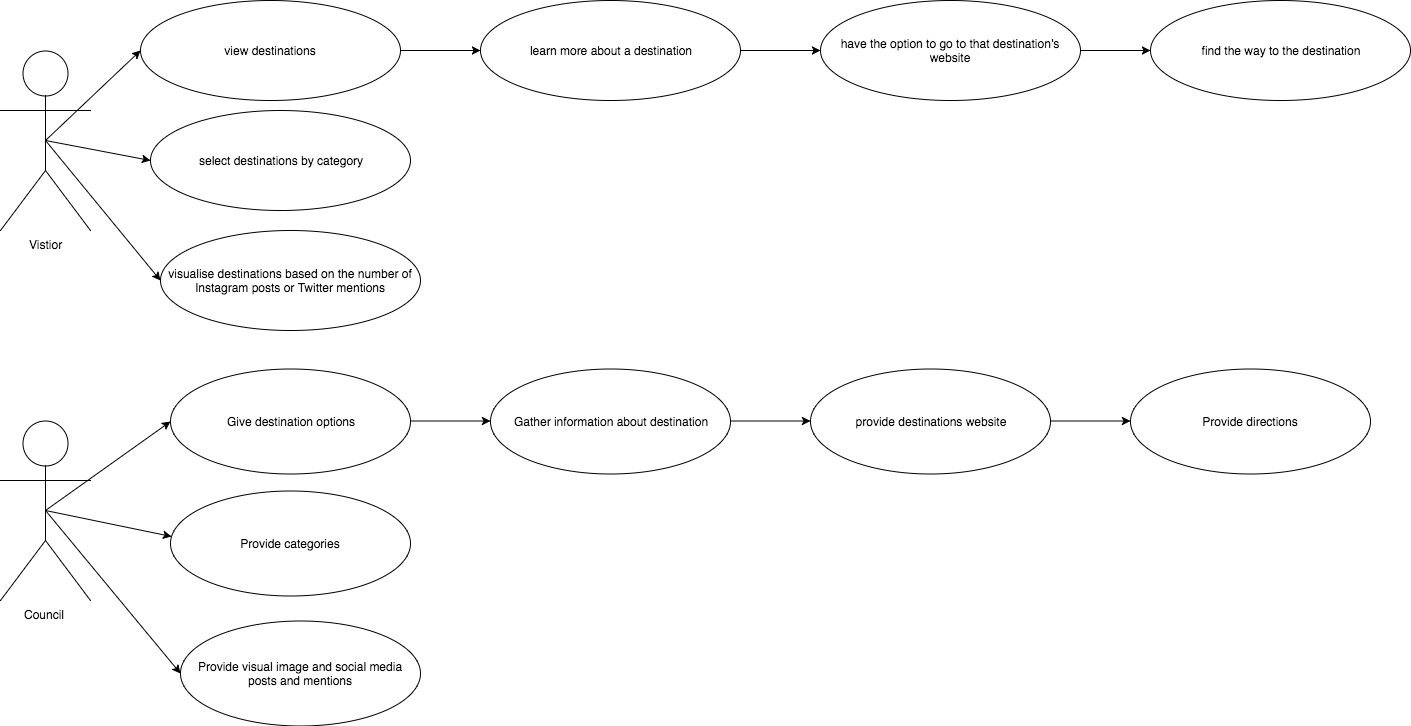 view destinations
learn more about a destination
have the option to go to that destination's
website
find the way to the destination
select destinations by category
Vistior
visualise destinations based on the number of
Instagram posts or Twitter mentions
Give destination options
Gather information about destination
provide destinations website
Provide directions
Provide categories
Council
Provide visual image and social media
posts and mentions